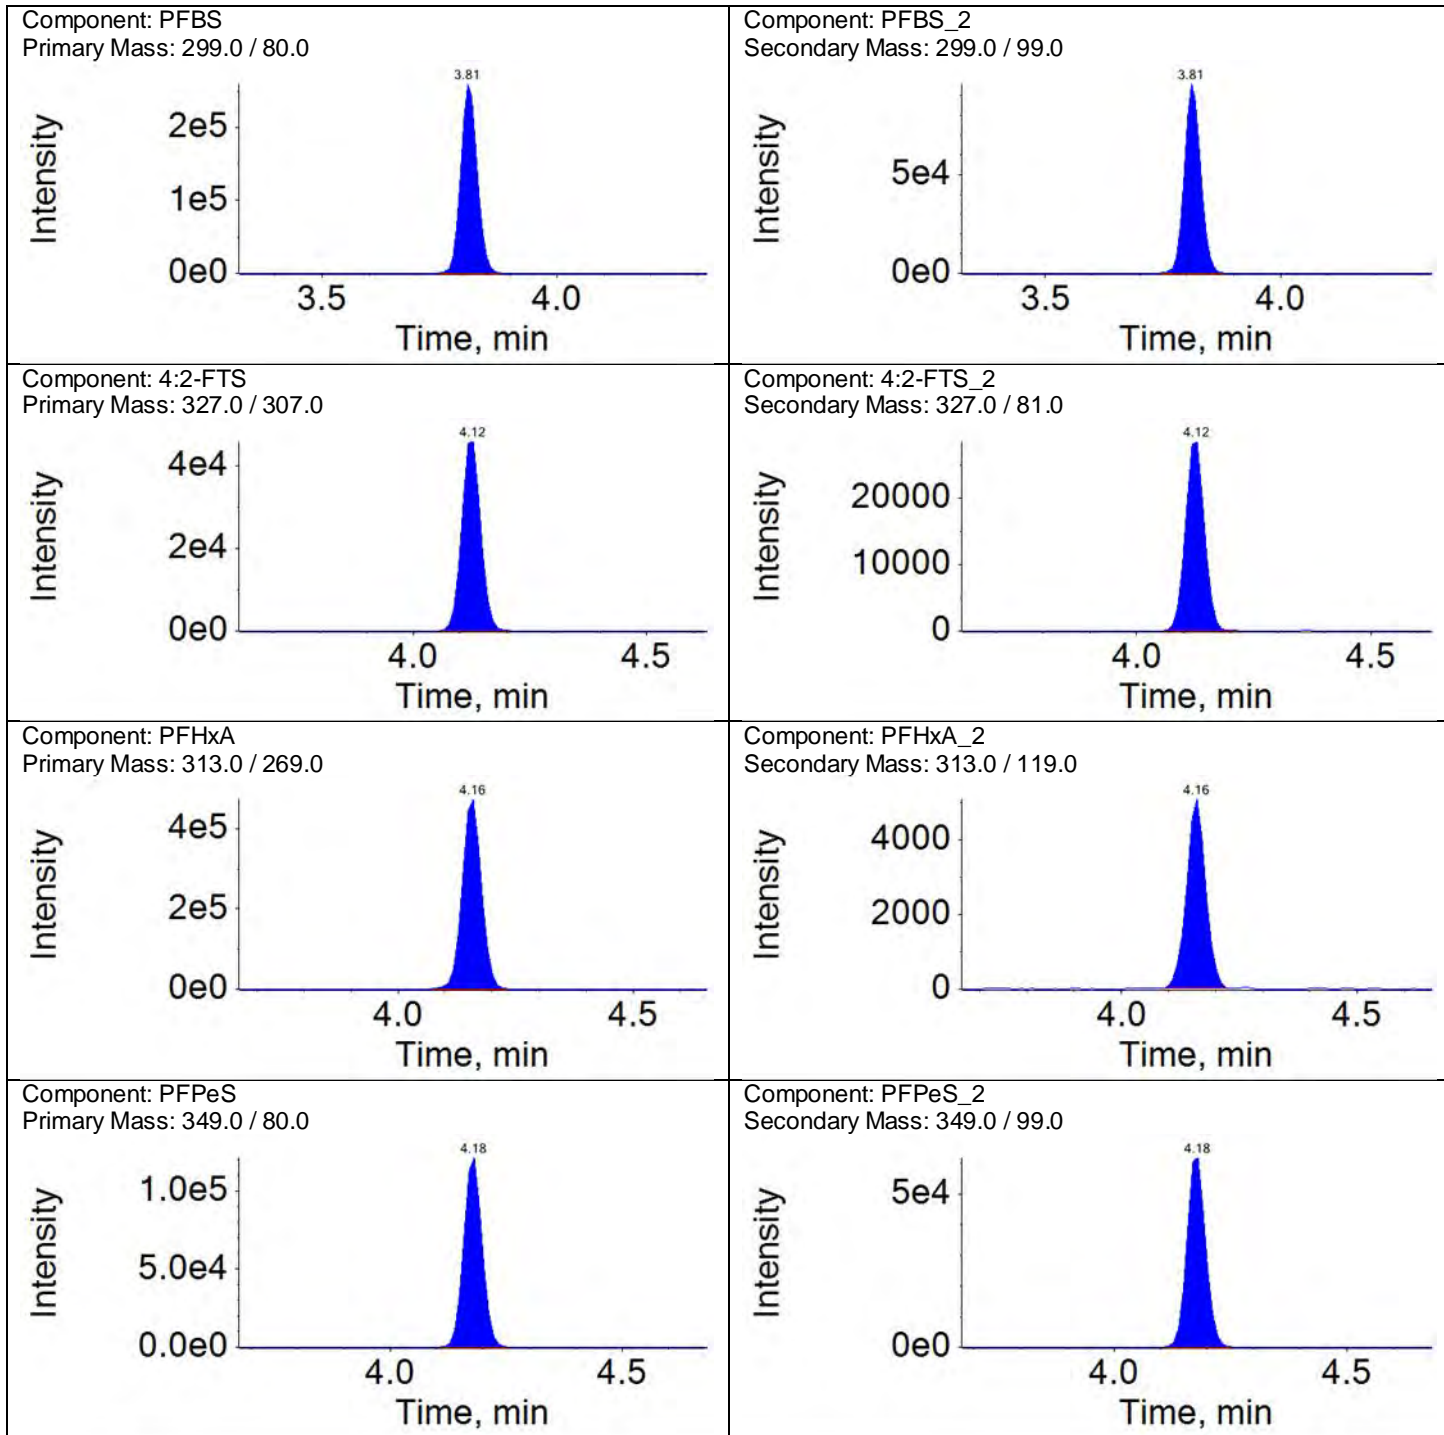 Component: PFBS
Primary Mass: 299.0 / 80.0
3.81
Intensity
2e5
1e5
0e0
3.5 4.0
Time, min
Component: PFBS_2
Secondary Mass: 299.0 / 99.0
3.81
Intensity
5e4
0e0
3.5 4.0
Time, min
Component: 4:2-FTS
Primary Mass: 327.0 / 307.0
4.12
Intensity
4e4
2e4
0e0
4.0 4.5
Time, min
Component: 4:2-FTS_2
Secondary Mass: 327.0 / 81.0
4.12
Intensity
20000
10000
0
4.0 4.5
Time, min
Component: PFHxA
Primary Mass: 313.0 / 269.0
4.16
Intensity
4e5
2e5
0e0
4.0 4.5
Time, min
Component: PFHxA_2
Secondary Mass: 313.0 / 119.0
4.16
Intensity
4000
2000
0
4.0 4.5
Time, min
Component: PFPeS
Primary Mass: 349.0 / 80.0
4.18
Intensity
1.0e5
5.0e4
0.0e0
4.0 4.5
Time, min
Component: PFPeS_2
Secondary Mass: 349.0 / 99.0
4.18
Intensity
5e4
0e0
4.0 4.5
Time, min